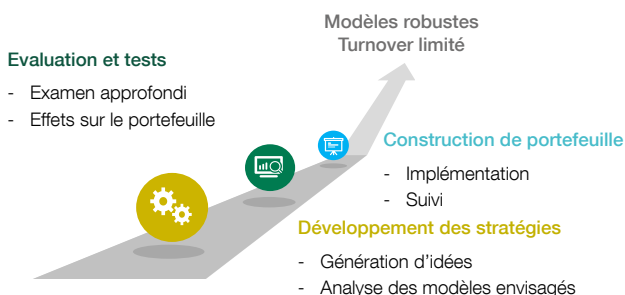 Modèles robustes
Turnover limité
Evaluation et tests
- Examen approfondi
- Effets sur le portefeuille
Construction de portefeuille
- Implémentation
- Suivi
Développement des stratégies
- Génération d'idées
- Analyse des modèles envisagés